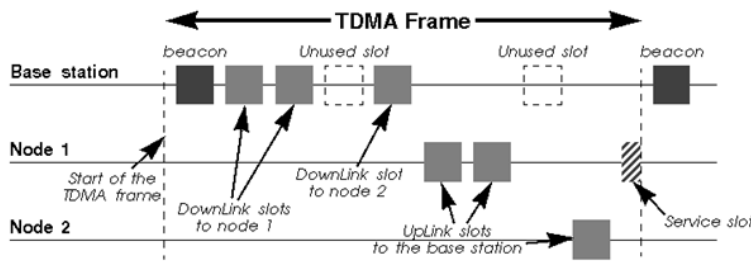 TDMA Frame
beacon
Unused slot
Unused slot
beacon
Base station
Node 1
Start of the
TDMA frame
DownLink slots
to node 1
DownLink slot
to node 2
UpLink slots
to the base station
Service slot
Node 2